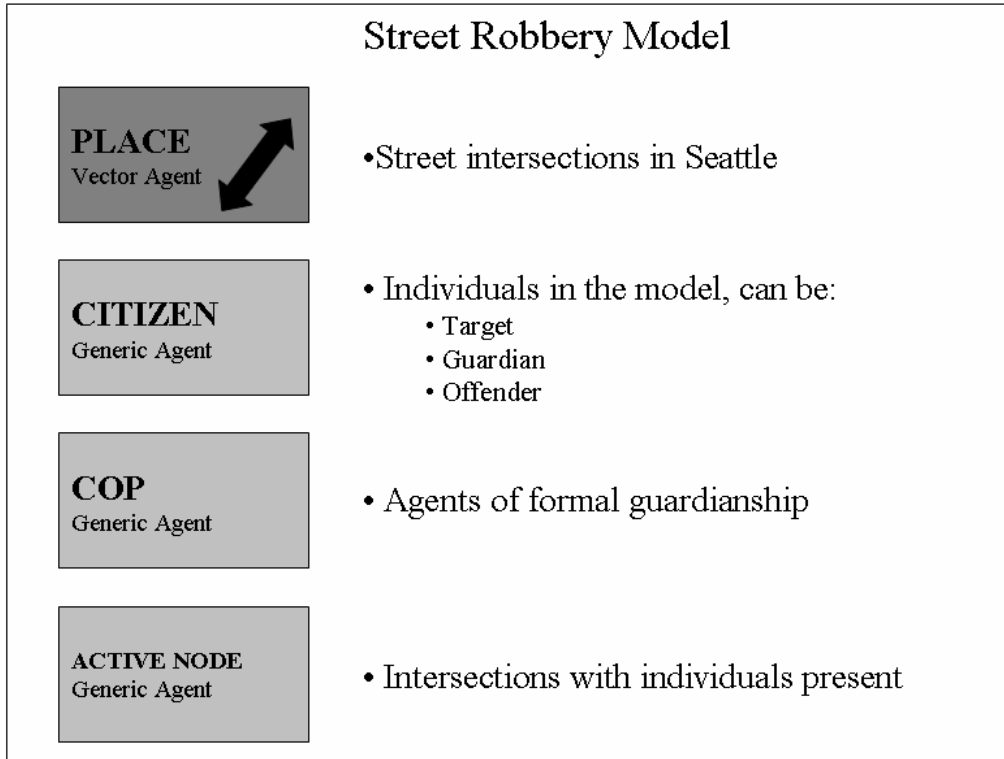 Street Robbery Model
PLACE
Vector Agent
•Street intersections in Seattle
CITIZEN
Generic Agent
• Individuals in the model, can be:
• Target
• Guardian
• Offender
COP
Generic Agent
• Agents of formal guardianship
ACTIVE NODE
Generic Agent
• Intersections with individuals present